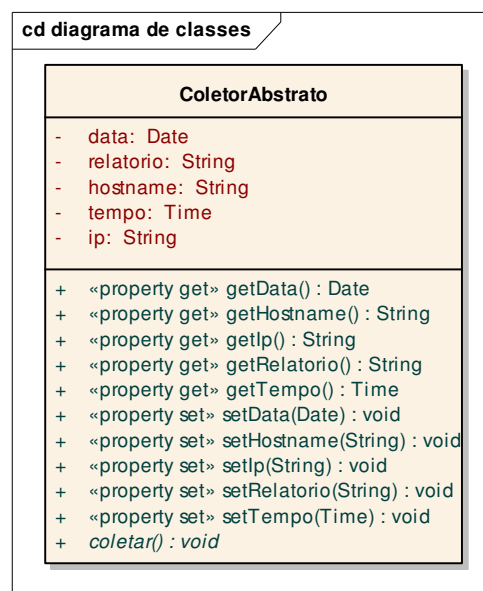 cd diagrama de classes
ColetorAbstrato
- data: Date
- relatorio: String
- hostname: String
- tempo: Time
- ip: String
+ «property get» getData() : Date
+ «property get» getHostname() : String
+ «property get» getIp() : String
+ «property get» getRelatorio() : String
+ «property get» getTempo() : Time
+ «property set» setData(Date) : void
+ «property set» setHostname(String) : void
+ «property set» setIp(String) : void
+ «property set» setRelatorio(String) : void
+ «property set» setTempo(Time) : void
+ coletar() : void